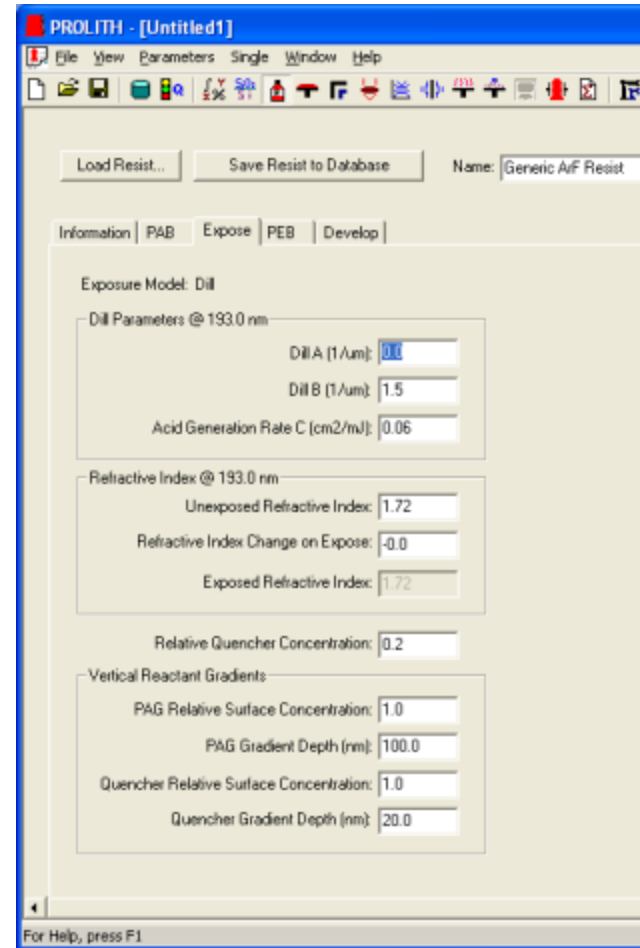 PROLITH - [Untitled1]
File View Parameters Single Window Help
Load Resist... Save Resist to Database Name: Generic ArF Resist
Information PAB Expose PEB Develop
Exposure Model: Dill
Dill Parameters @ 193.0 nm
Dill A (1/um): 0.0
Dill B (1/um): 1.5
Acid Generation Rate C (cm2/mJ): 0.06
Refractive Index @ 193.0 nm
Unexposed Refractive Index: 1.72
Refractive Index Change on Expose: -0.0
Exposed Refractive Index: 1.72
Relative Quencher Concentration: 0.2
Vertical Reactant Gradients
PAG Relative Surface Concentration: 1.0
PAG Gradient Depth (nm): 100.0
Quencher Relative Surface Concentration: 1.0
Quencher Gradient Depth (nm): 20.0
For Help, press F1